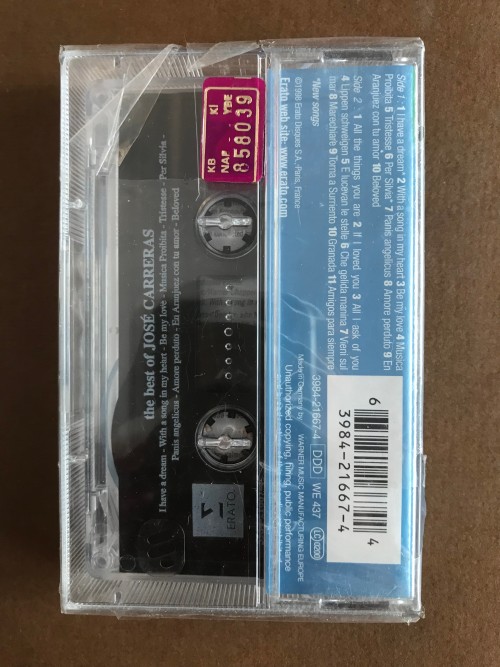 Side 1: 1 I have a dream* 2 With a song in my heart 3 Be my love 4 Musica
Proibita 5 Tristesse 6 Per Silvia* 7 Panis angelicus 8 Amore perduto 9 En
Aranjuez con tu amor 10 Beloved
Side 2: 1 All the things you are 2 If I loved you 3 All I ask of you
4 Lippen schweigen 5 E lucevan le stelle 6 Che gelida manina 7 Vieni sul
mar 8 Marechiare 9 Torna a Surriento 10 Granada 11 Amigos para siempre
*New songs
©1998 Erato Disques S.A., Paris, France
Erato web site: www.erato.com
3984-21667-4 DDD WE 437 LC 0200
Made in Germany by WARNER MUSIC MANUFACTURING EUROPE
Unauthorized copying, hiring, public performance
6 3984-21667-4 4
KB
NAP
858039
the best of JOSÉ CARRERAS
I have a dream - With a song in my heart - Be my love - Musica Proibita - Tristesse - Per Silvia -
Panis angelicus - Amore perduto - En Aranjuez con tu amor - Beloved
ERATO